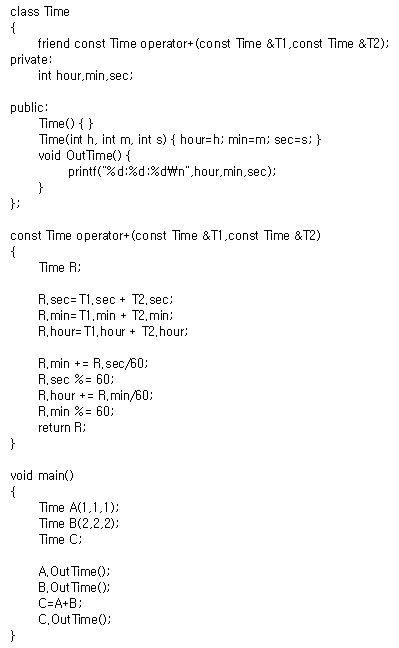 class Time
{
friend const Time operator+(const Time &T1,const Time &T2);
private:
int hour,min,sec;
public:
Time() { }
Time(int h, int m, int s) { hour=h; min=m; sec=s; }
void OutTime() {
printf("%d:%d:%d₩n",hour,min,sec);
}
};
const Time operator+(const Time &T1,const Time &T2)
{
Time R;
R.sec=T1.sec + T2.sec;
R.min=T1.min + T2.min;
R.hour=T1.hour + T2.hour;
R.min += R.sec/60;
R.sec %= 60;
R.hour += R.min/60;
R.min %= 60;
return R;
}
void main()
{
Time A(1,1,1);
Time B(2,2,2);
Time C;
A.OutTime();
B.OutTime();
C=A+B;
C.OutTime();
}